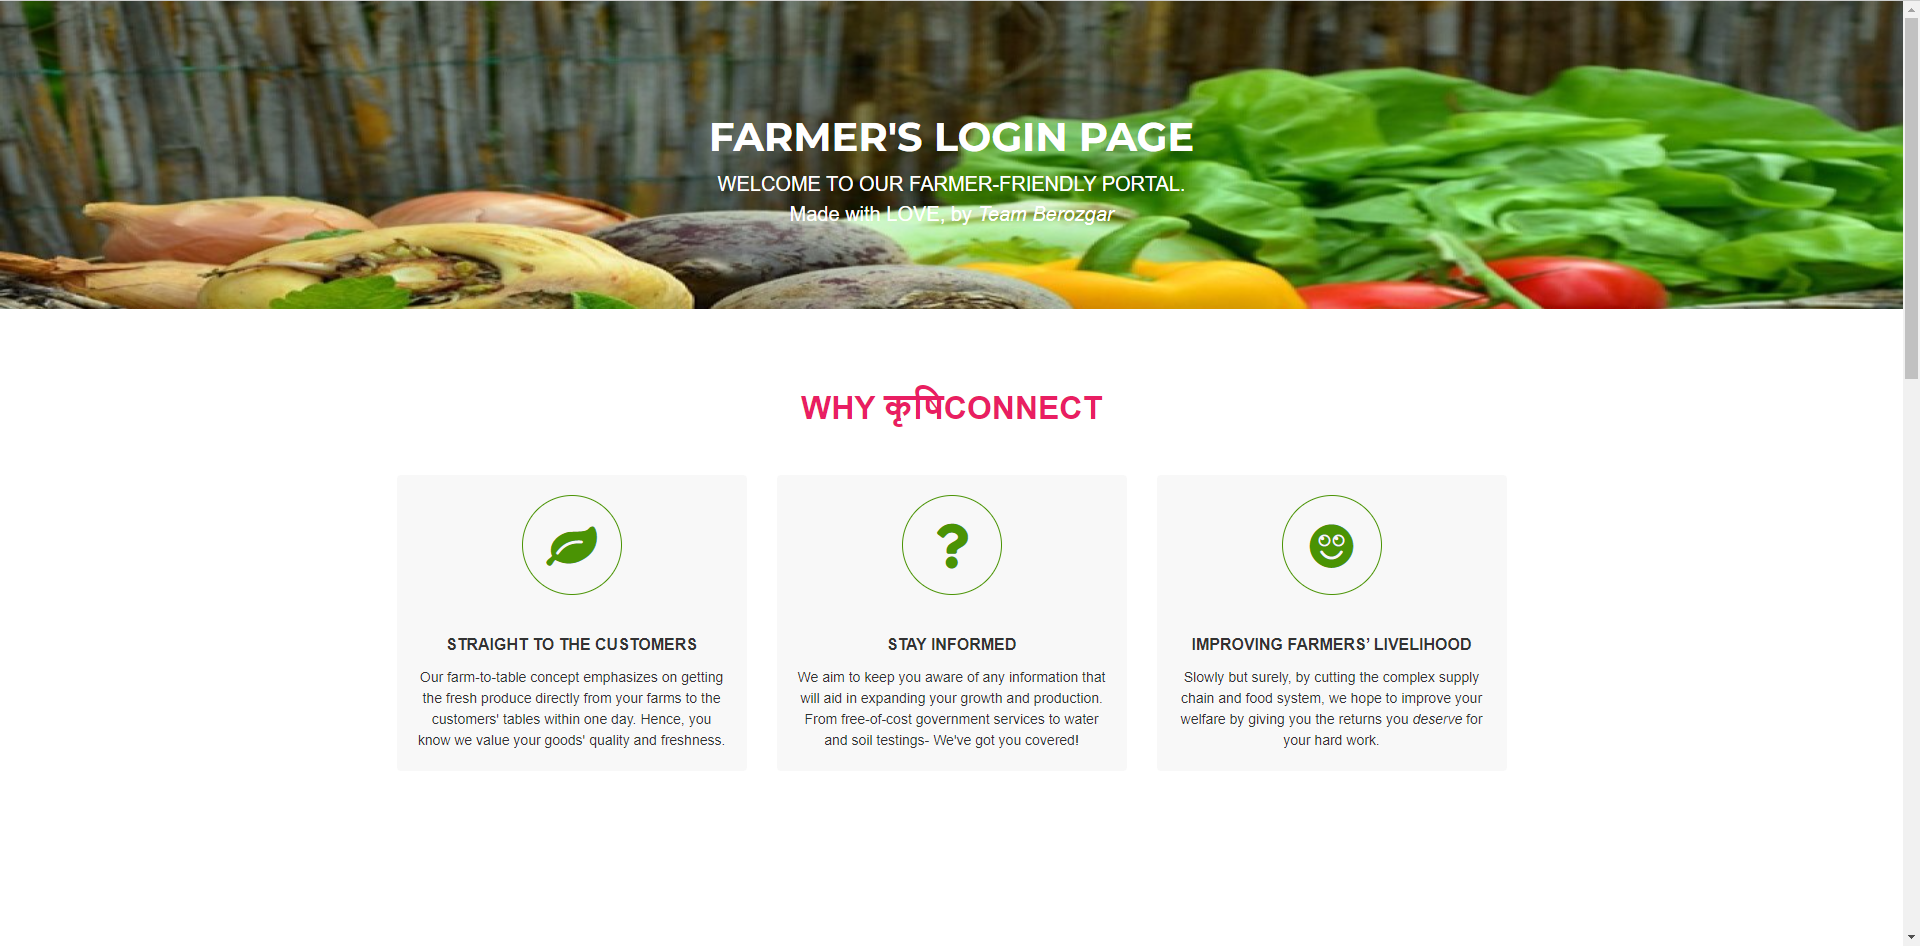 FARMER'S LOGIN PAGE
WELCOME TO OUR FARMER-FRIENDLY PORTAL.
Made with LOVE, by Team Berozgar
WHY कृषिCONNECT
STRAIGHT TO THE CUSTOMERS
Our farm-to-table concept emphasizes on getting
the fresh produce directly from your farms to the
customers' tables within one day. Hence, you
know we value your goods' quality and freshness.
STAY INFORMED
We aim to keep you aware of any information that
will aid in expanding your growth and production.
From free-of-cost government services to water
and soil testings- We've got you covered!
IMPROVING FARMERS’ LIVELIHOOD
Slowly but surely, by cutting the complex supply
chain and food system, we hope to improve your
welfare by giving you the returns you deserve for
your hard work.